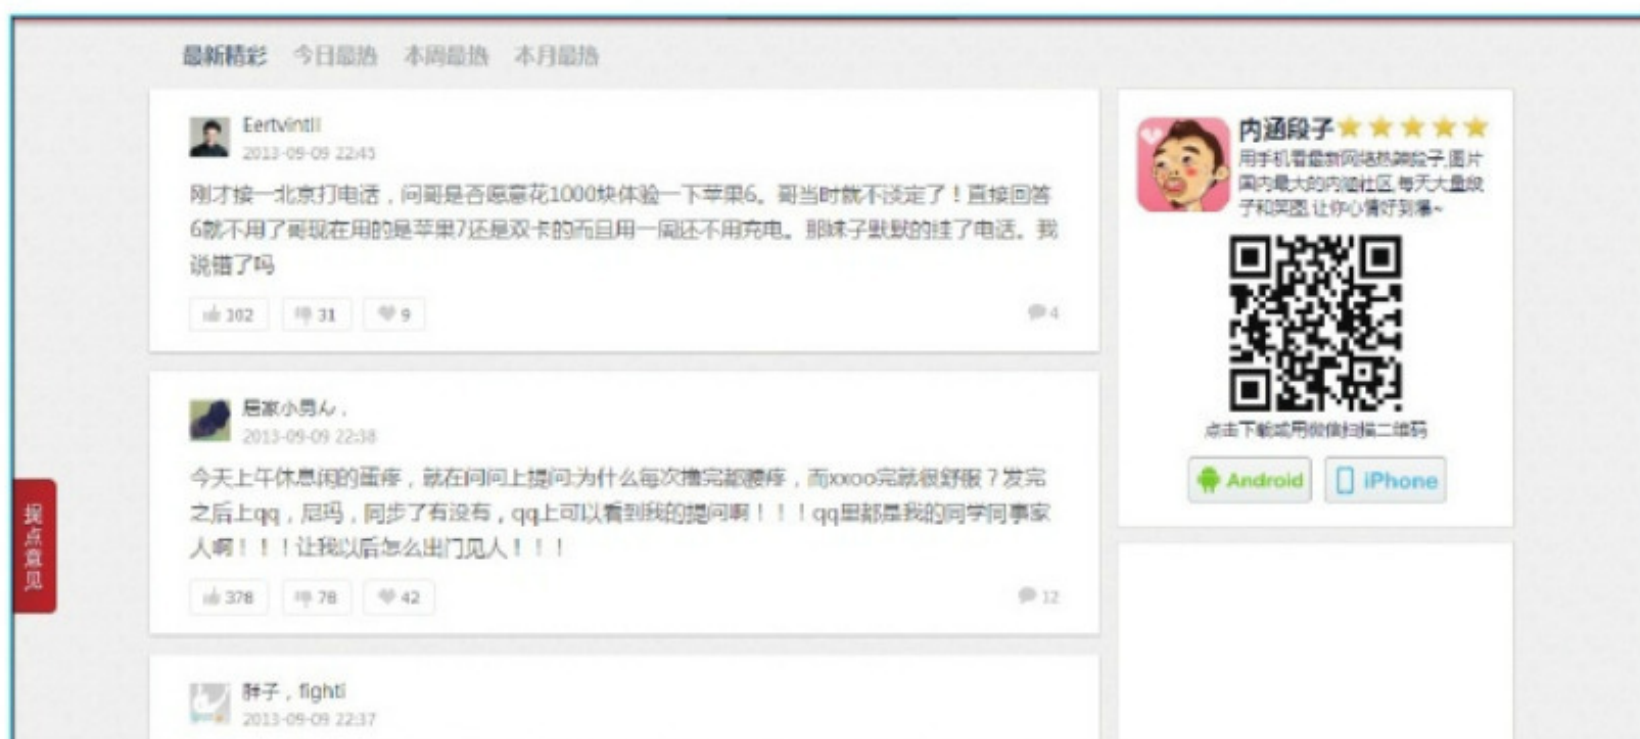 最新精彩 今日最热 本周最热 本月最热
Eertvintll
2013-09-09 22:45
刚才接一北京打电话，问哥是否愿意花1000块体验一下苹果6。哥当时就不淡定了！直接回答
6就不用了哥现在用的是苹果7还是双卡的而且用一周还不用充电。那妹子默默的挂了电话。我
说错了吗
102 31 9 4
居家小男ん，
2013-09-09 22:38
今天上午休息闲的蛋疼，就在问问上提问:为什么每次撸完都腰疼，而xxoo完就很舒服？发完
之后上qq，尼玛，同步了有没有，qq上可以看到我的提问啊！！！qq里都是我的同学同事家
人啊！！！让我以后怎么出门见人！！！
378 78 42 12
胖子，fighti
2013-09-09 22:37
内涵段子
用手机看最新网络热辣段子,图片
国内最大的内涵社区,每天大量段
子和笑图,让你心情好到爆~
点击下载或用微信扫描二维码
Android iPhone
提点意见